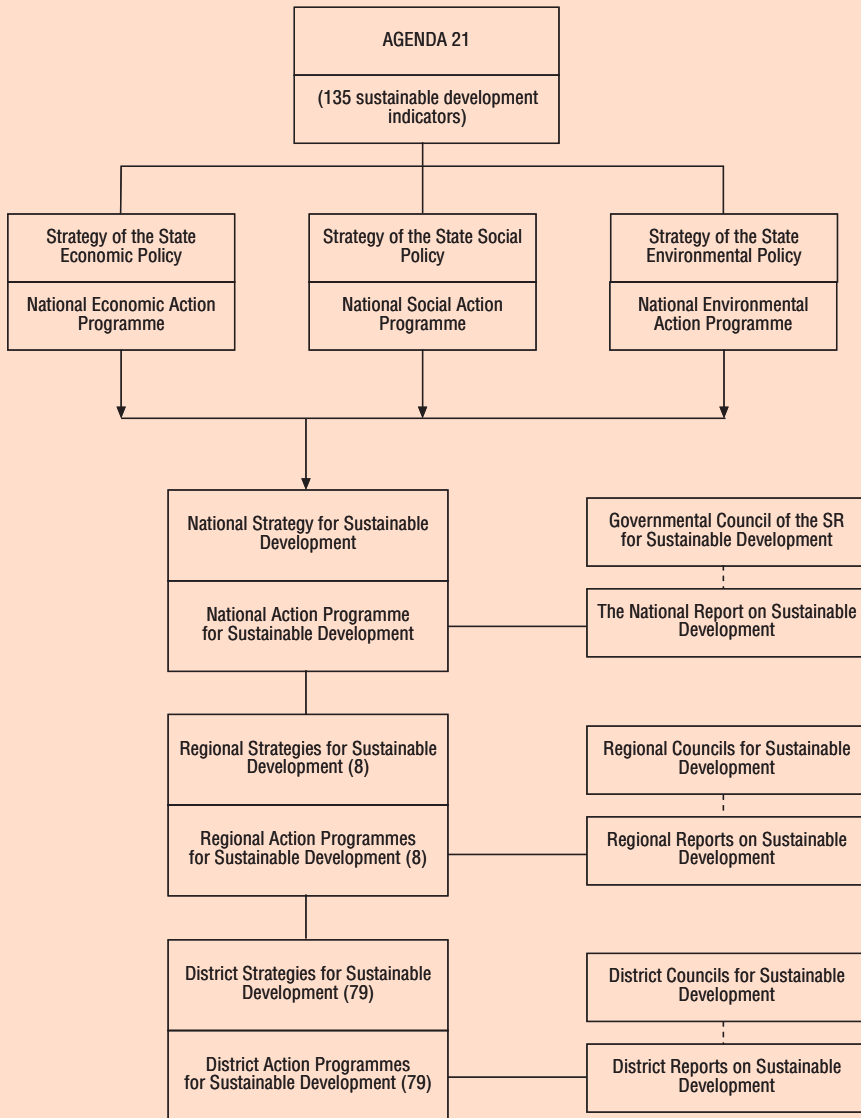 AGENDA 21
(135 sustainable development
indicators)
Strategy of the State
Economic Policy
National Economic Action
Programme
Strategy of the State Social
Policy
National Social Action
Programme
Strategy of the State
Environmental Policy
National Environmental
Action Programme
National Strategy for Sustainable
Development
National Action Programme
for Sustainable Development
Governmental Council of the SR
for Sustainable Development
The National Report on Sustainable
Development
Regional Strategies for Sustainable
Development (8)
Regional Action Programmes
for Sustainable Development (8)
Regional Councils for Sustainable
Development
Regional Reports on Sustainable
Development
District Strategies for Sustainable
Development (79)
District Action Programmes
for Sustainable Development (79)
District Councils for Sustainable
Development
District Reports on Sustainable
Development